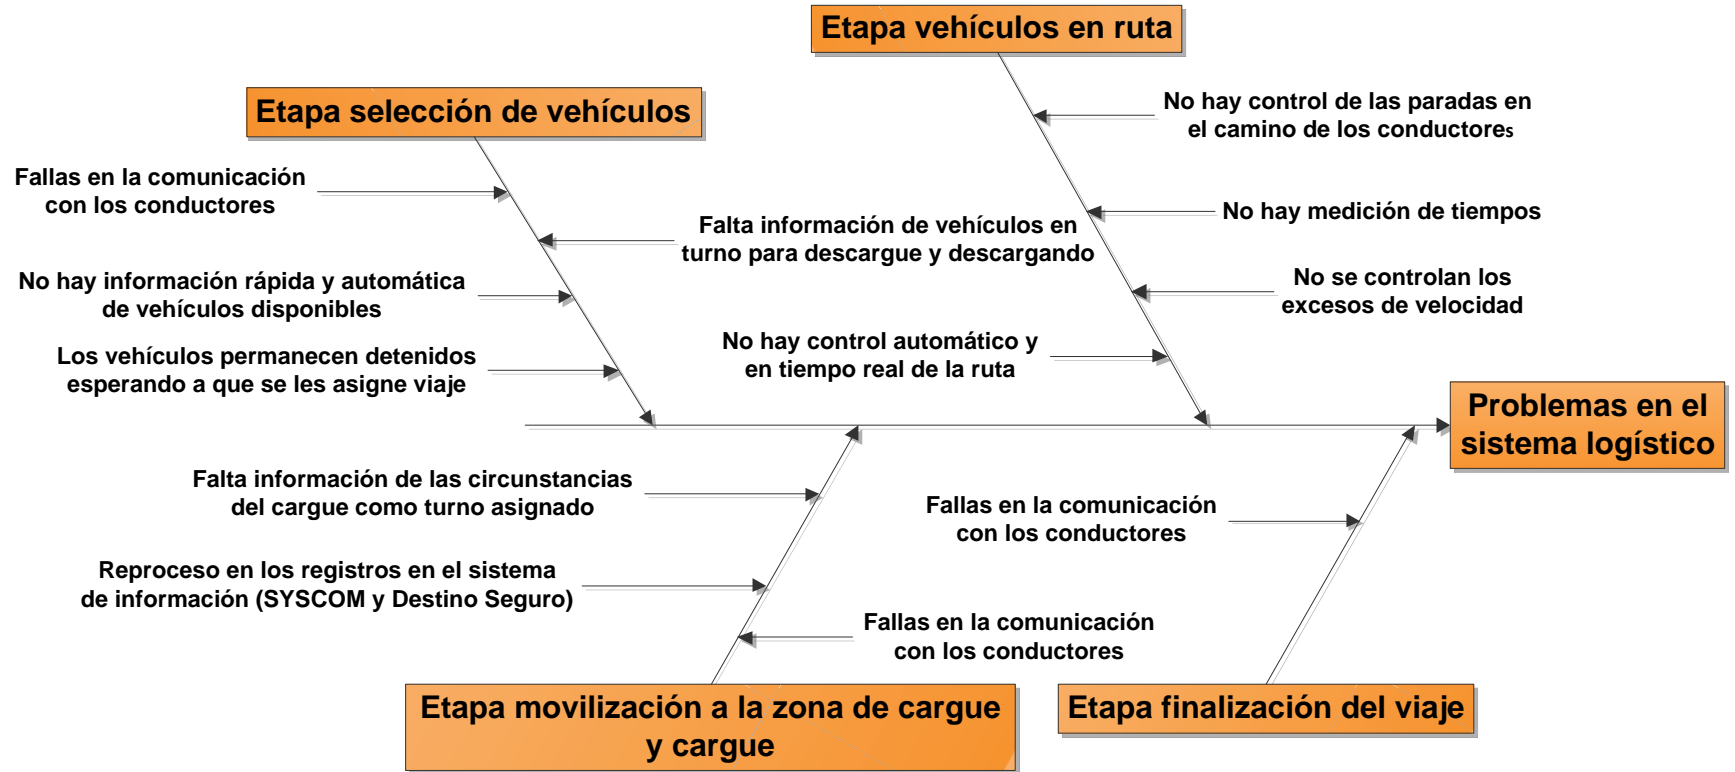 Etapa vehículos en ruta
Etapa selección de vehículos
No hay control de las paradas en
el camino de los conductores
Fallas en la comunicación
con los conductores
No hay medición de tiempos
Falta información de vehículos en
turno para descargue y descargando
No hay información rápida y automática
de vehículos disponibles
No se controlan los
excesos de velocidad
Los vehículos permanecen detenidos
esperando a que se les asigne viaje
No hay control automático y
en tiempo real de la ruta
Problemas en el
sistema logístico
Falta información de las circunstancias
del cargue como turno asignado
Fallas en la comunicación
con los conductores
Reproceso en los registros en el sistema
de información (SYSCOM y Destino Seguro)
Fallas en la comunicación
con los conductores
Etapa movilización a la zona de cargue
y cargue
Etapa finalización del viaje